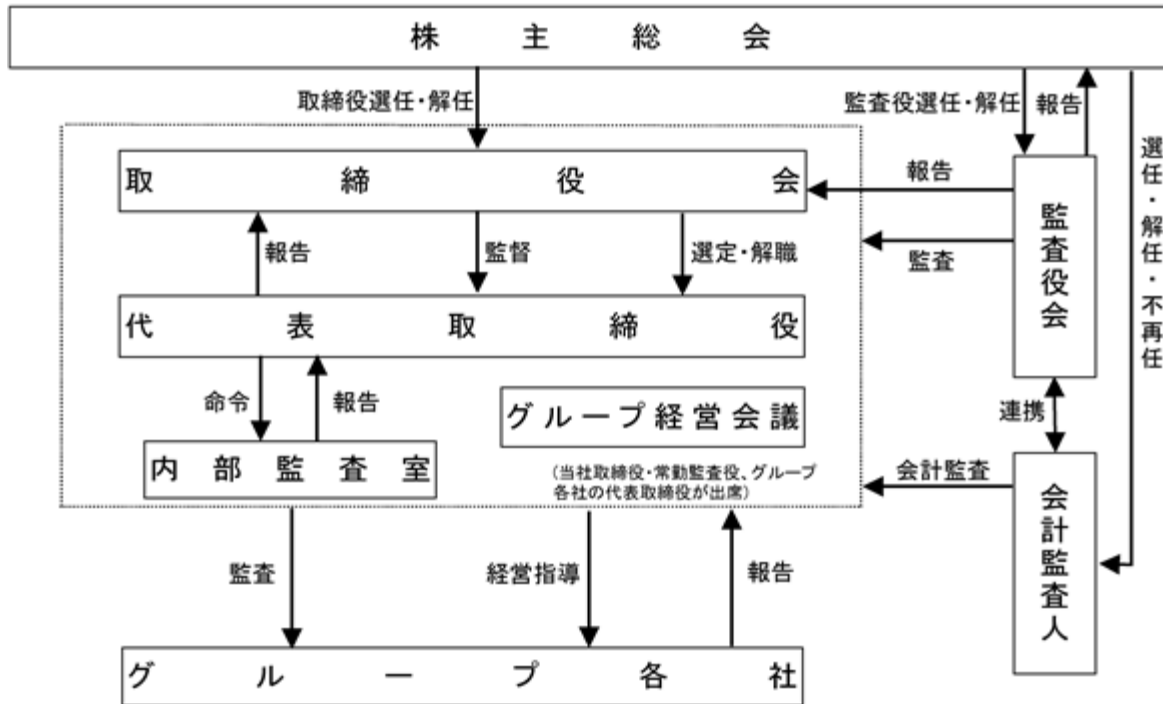 株主総会
取締役選任・解任
監査役選任・解任
報告
選任・解任・不再任
取締役会
報告
監査役会
報告
監督
選定・解職
監査
代表取締役
命令
報告
グループ経営会議
連携
内部監査室
(当社取締役・常勤監査役、グループ
各社の代表取締役が出席)
会計監査
会計監査人
監査
経営指導
報告
グループ各社